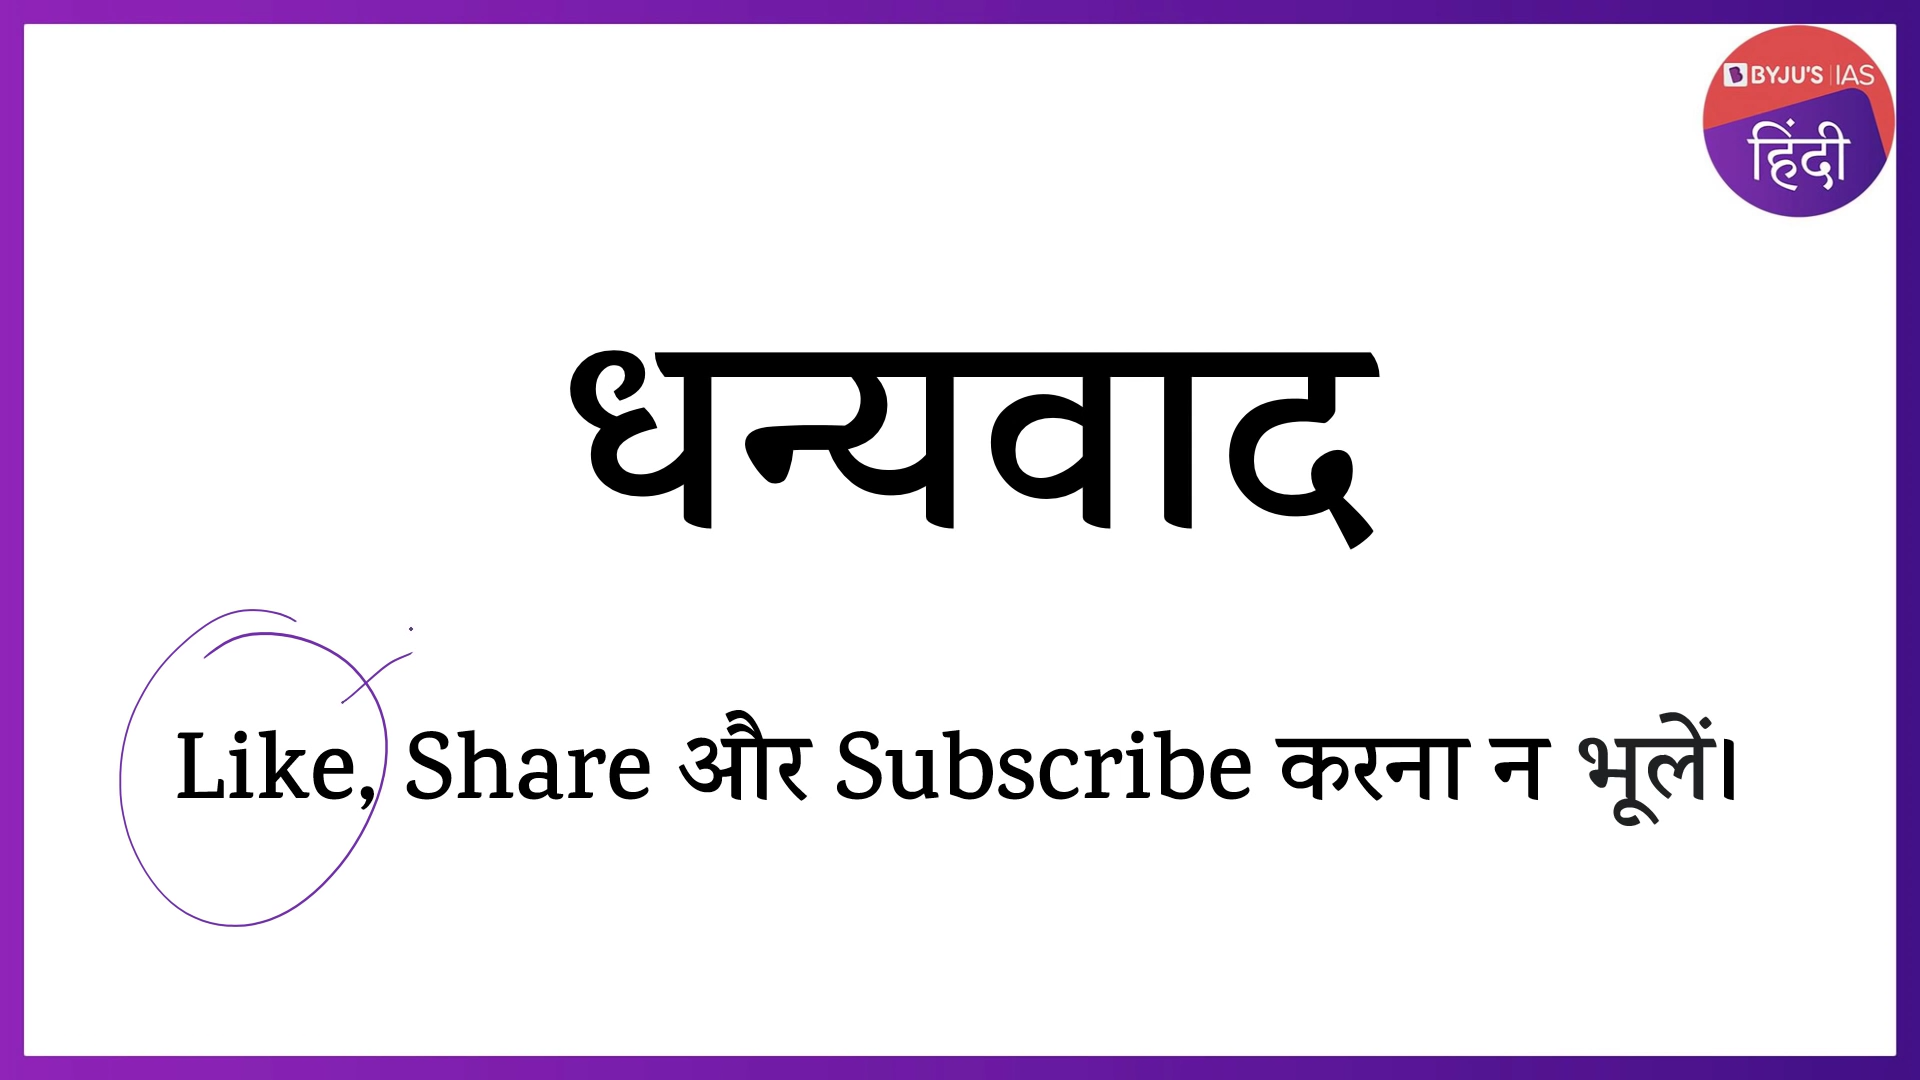 BYJU'S | IAS
हिंदी
धन्यवाद
Like, Share और Subscribe करना न भूलें।